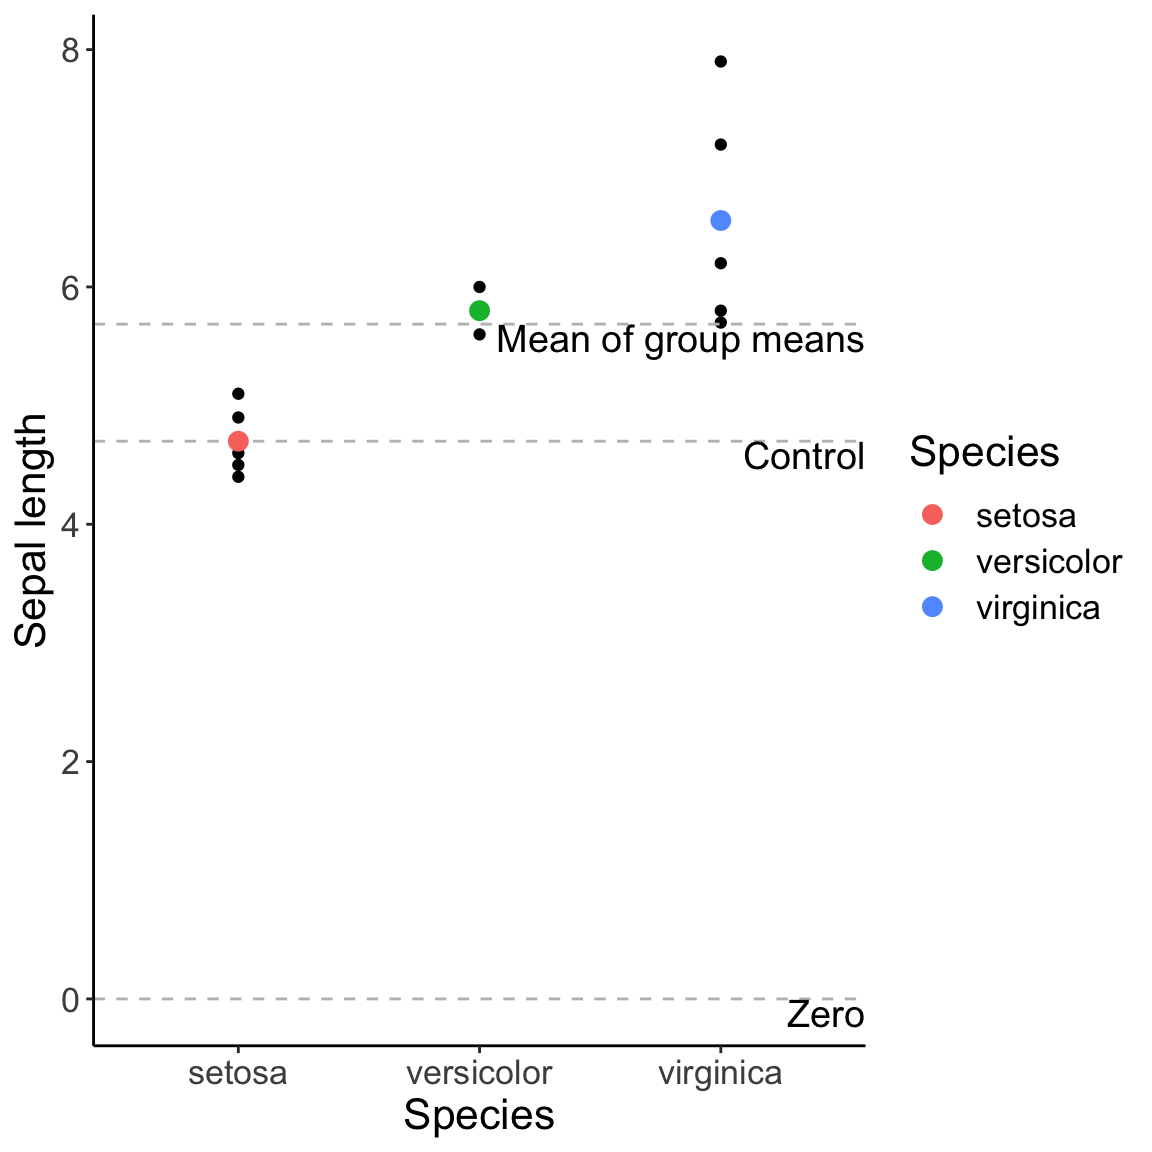 8
6
4
2
0
Sepal length
Mean of group means
Control
Zero
setosa
versicolor
virginica
Species
Species
setosa
versicolor
virginica